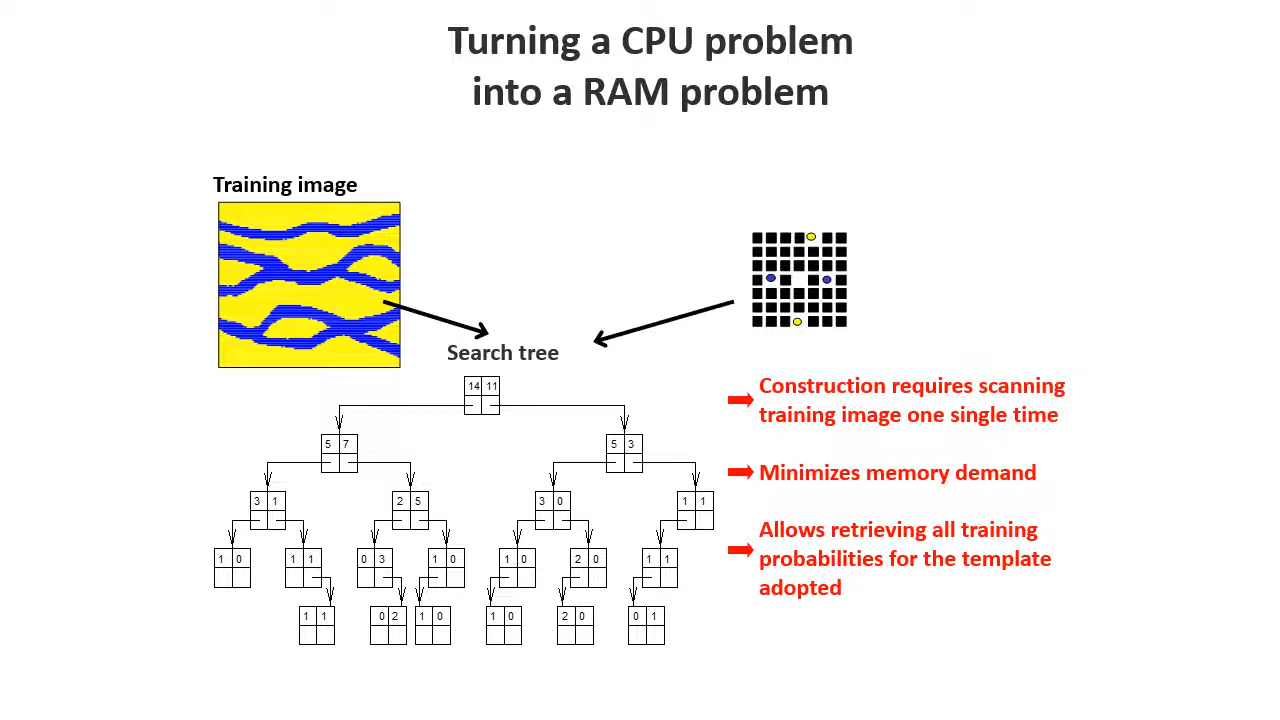 Turning a CPU problem
into a RAM problem
Training image
Search tree
14 11
5 7
5 3
3 1
2 5
3 0
1 1
1 0
1 1
0 3
1 0
1 0
2 0
1 1
1 1
0 2
1 0
1 0
2 0
0 1
Construction requires scanning
training image one single time
Minimizes memory demand
Allows retrieving all training
probabilities for the template
adopted